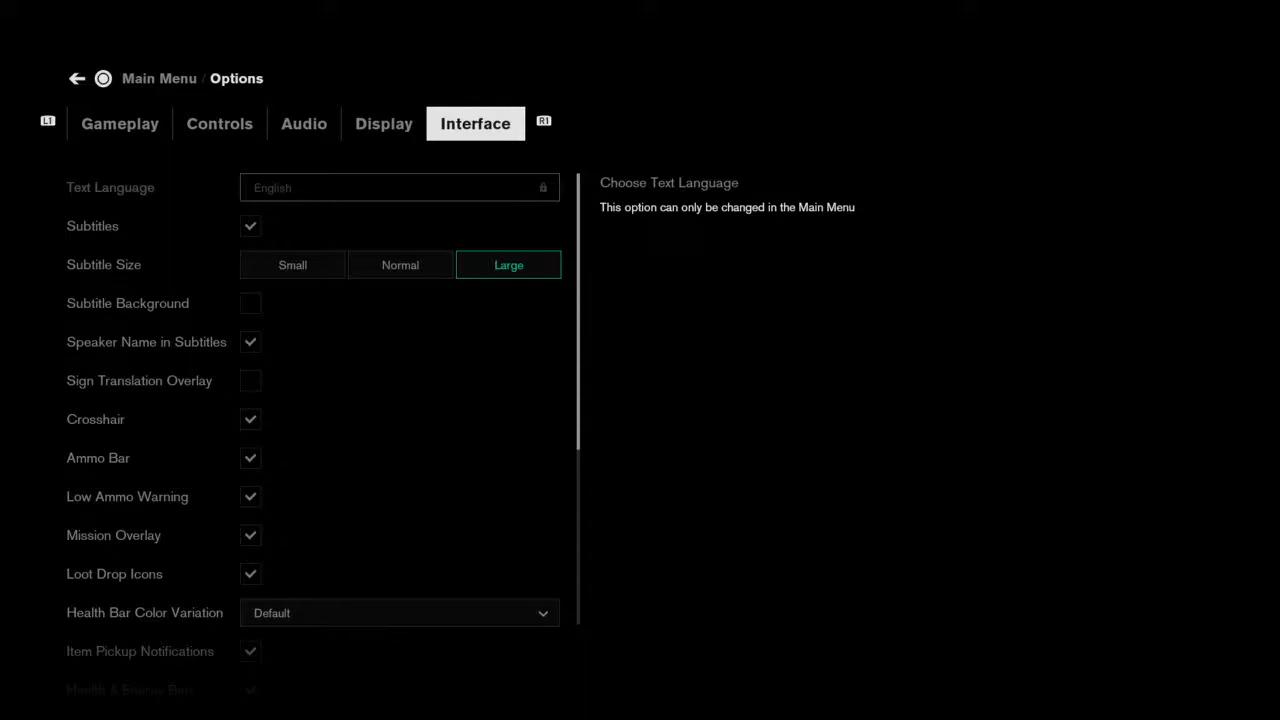 Main Menu / Options
L1 Gameplay Controls Audio Display Interface R1
Text Language English
Choose Text Language
This option can only be changed in the Main Menu
Subtitles
Subtitle Size Small Normal Large
Subtitle Background
Speaker Name in Subtitles
Sign Translation Overlay
Crosshair
Ammo Bar
Low Ammo Warning
Mission Overlay
Loot Drop Icons
Health Bar Color Variation Default
Item Pickup Notifications
Health & Energy Bars